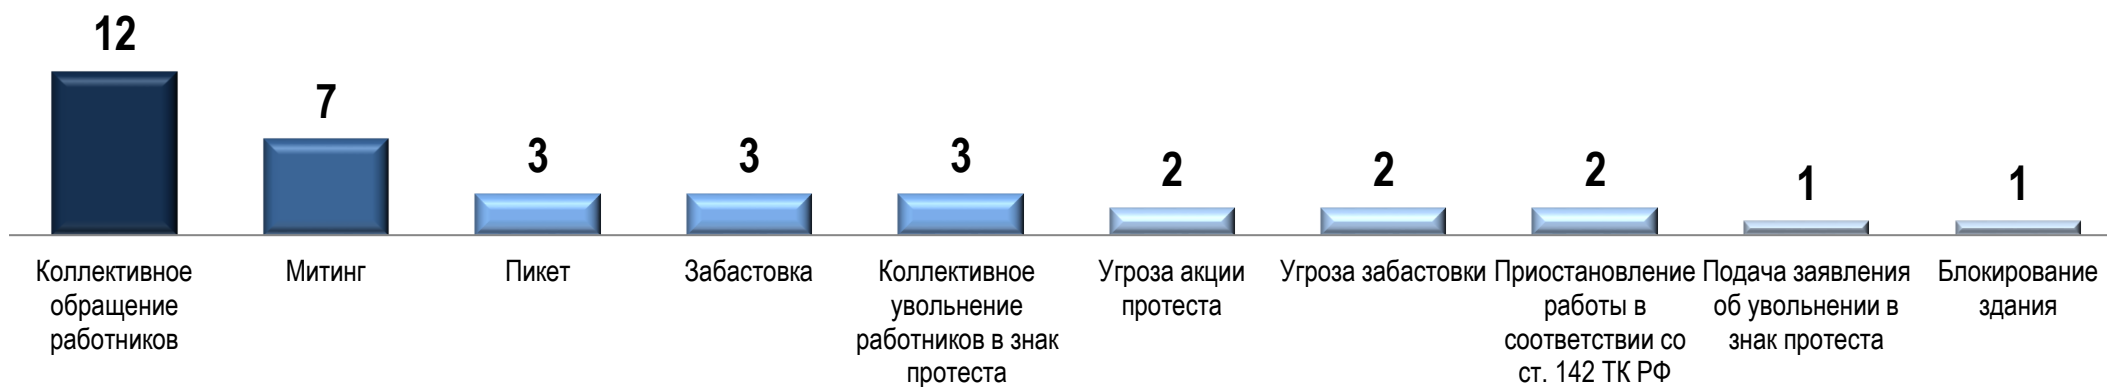 12
7
3
3
3
2
2
2
1
1
Коллективное
обращение
работников
Митинг
Пикет
Забастовка
Коллективное
увольнение
работников в знак
протеста
Угроза акции
протеста
Угроза забастовки
Приостановление
работы в
соответствии со
ст. 142 ТК РФ
Подача заявления
об увольнении в
знак протеста
Блокирование
здания